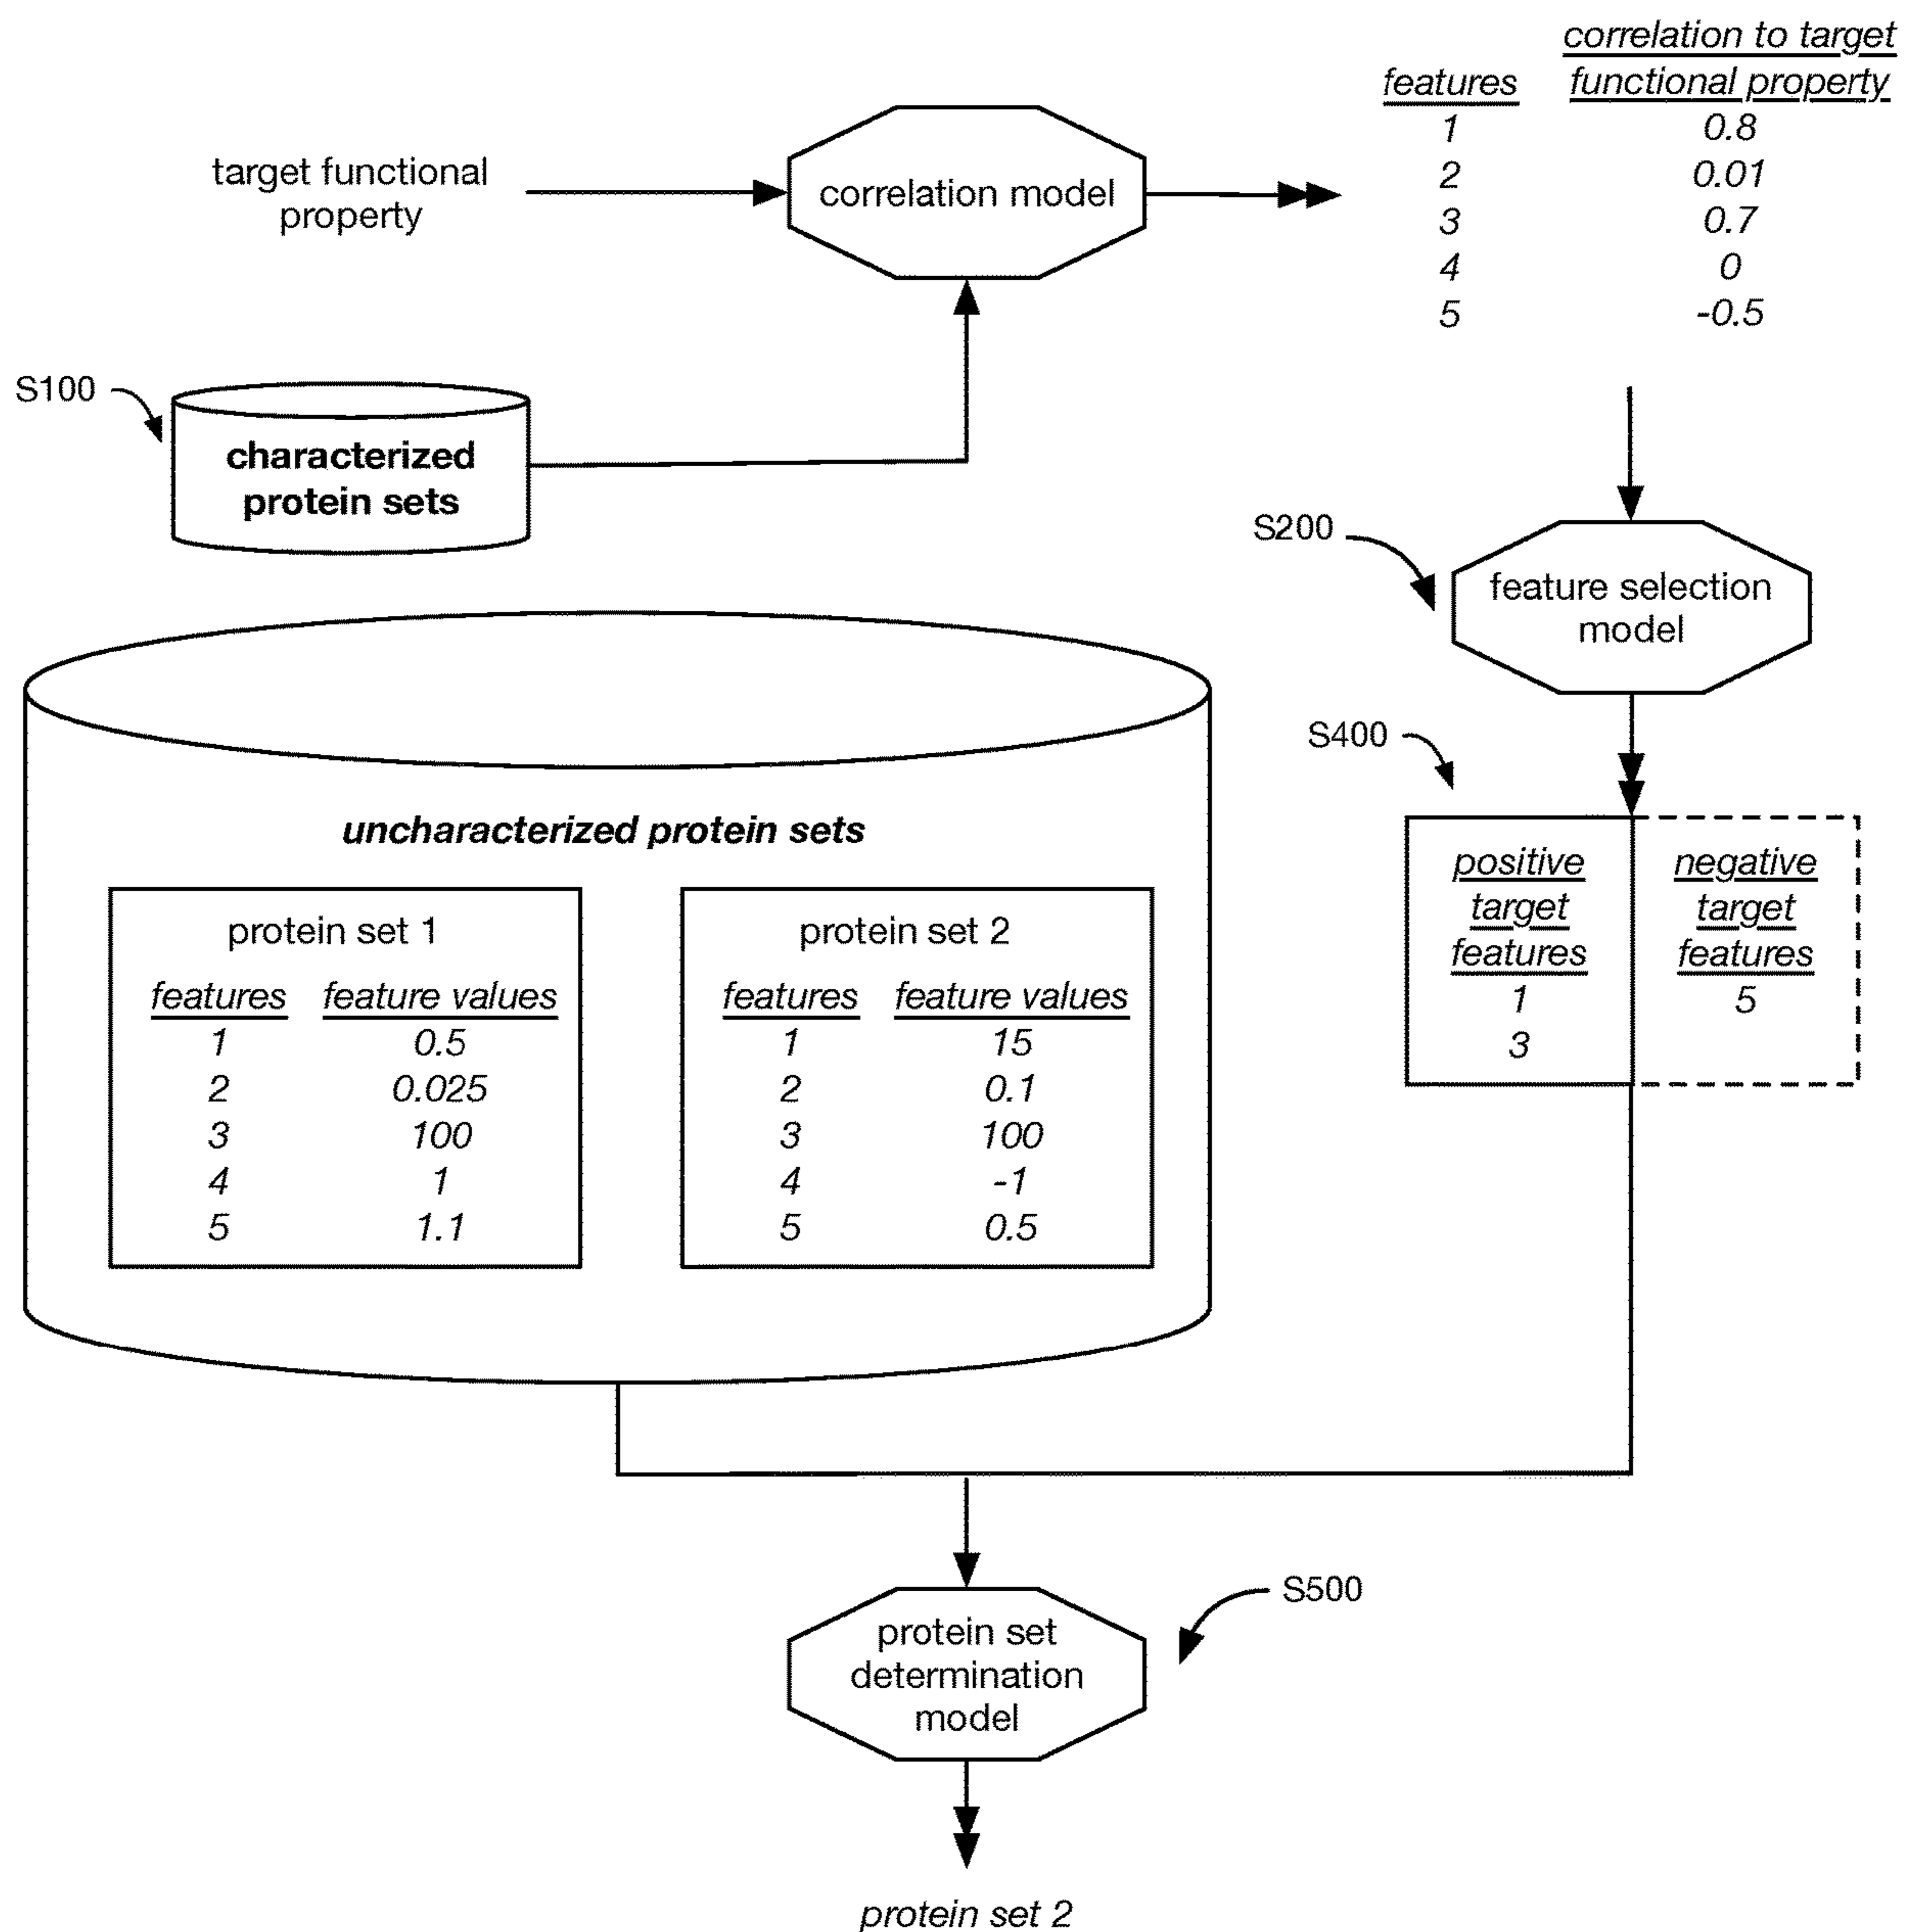 correlation to target
features functional property
1 0.8
2 0.01
3 0.7
4 0
5 -0.5
target functional
property
correlation model
S100
characterized
protein sets
S200
feature selection
model
S400
positive negative
target target
features features
1 5
3
uncharacterized protein sets
protein set 1
features feature values
1 0.5
2 0.025
3 100
4 1
5 1.1
protein set 2
features feature values
1 15
2 0.1
3 100
4 -1
5 0.5
S500
protein set
determination
model
protein set 2